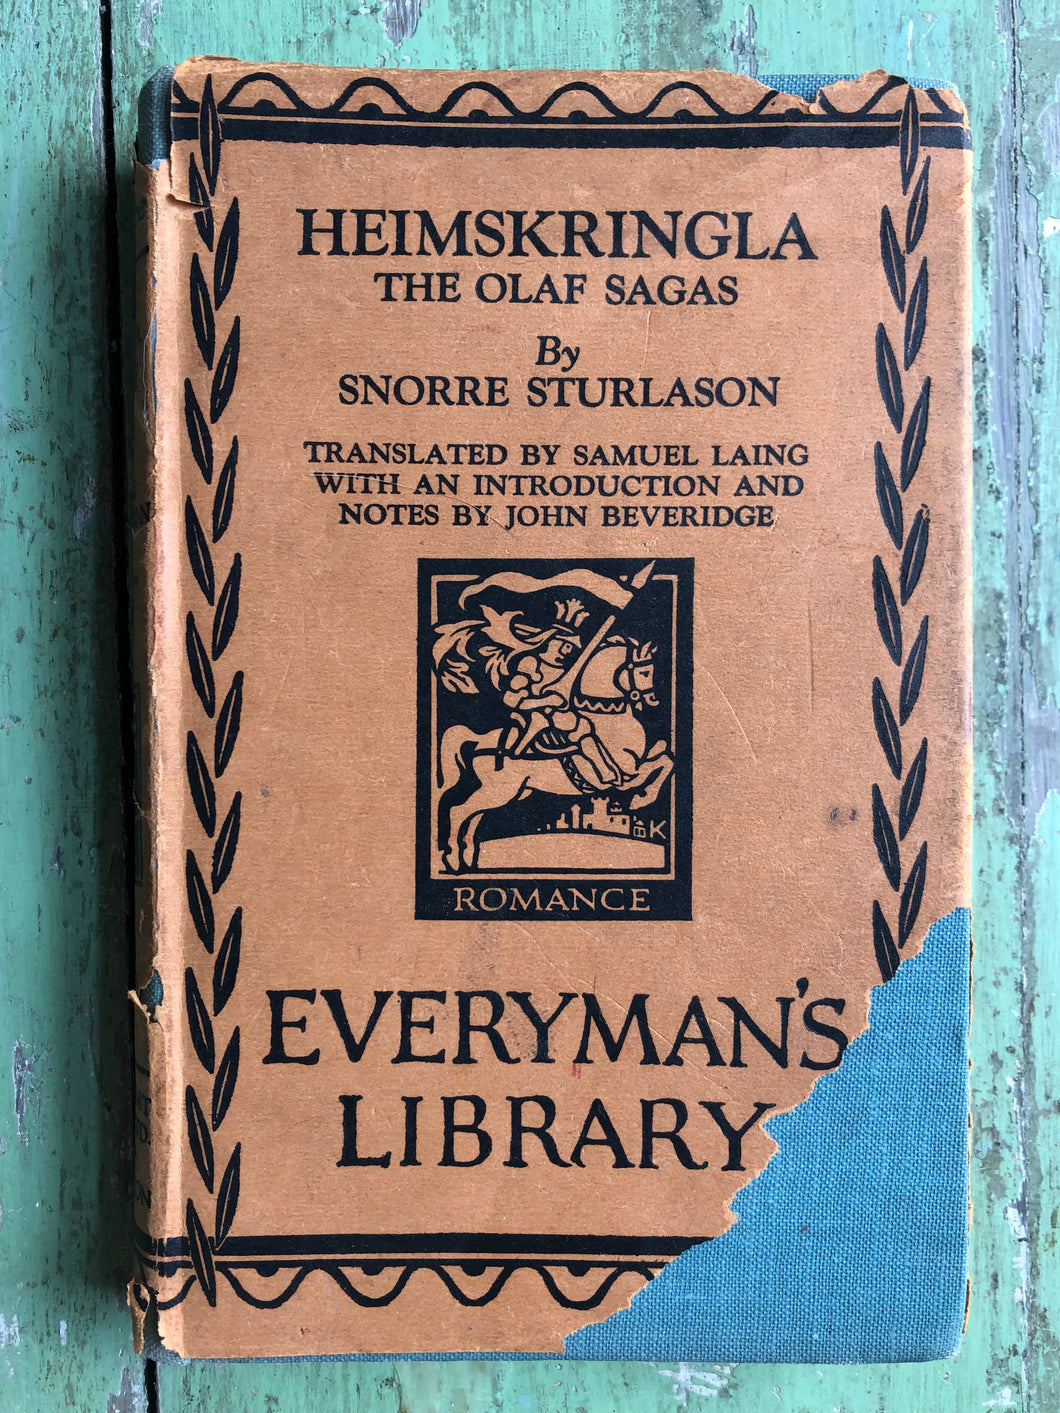 HEIMSKRINGLA
THE OLAF SAGAS
By
SNORRE STURLASON
TRANSLATED BY SAMUEL LAING
WITH AN INTRODUCTION AND
NOTES BY JOHN BEVERIDGE
K
ROMANCE
EVERYMAN'S
LIBRARY